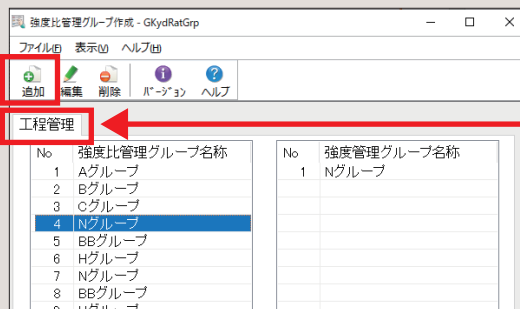 強度比管理グループ作成 - GKydRatGrp
ファイル(F) 表示(V) ヘルプ(H)
追加 編集 削除 バージョン ヘルプ
工程管理
No 強度比管理グループ名称
1 Aグループ
2 Bグループ
3 Cグループ
4 Nグループ
5 BBグループ
6 Hグループ
7 Nグループ
8 BBグループ
No 強度管理グループ名称
1 Nグループ